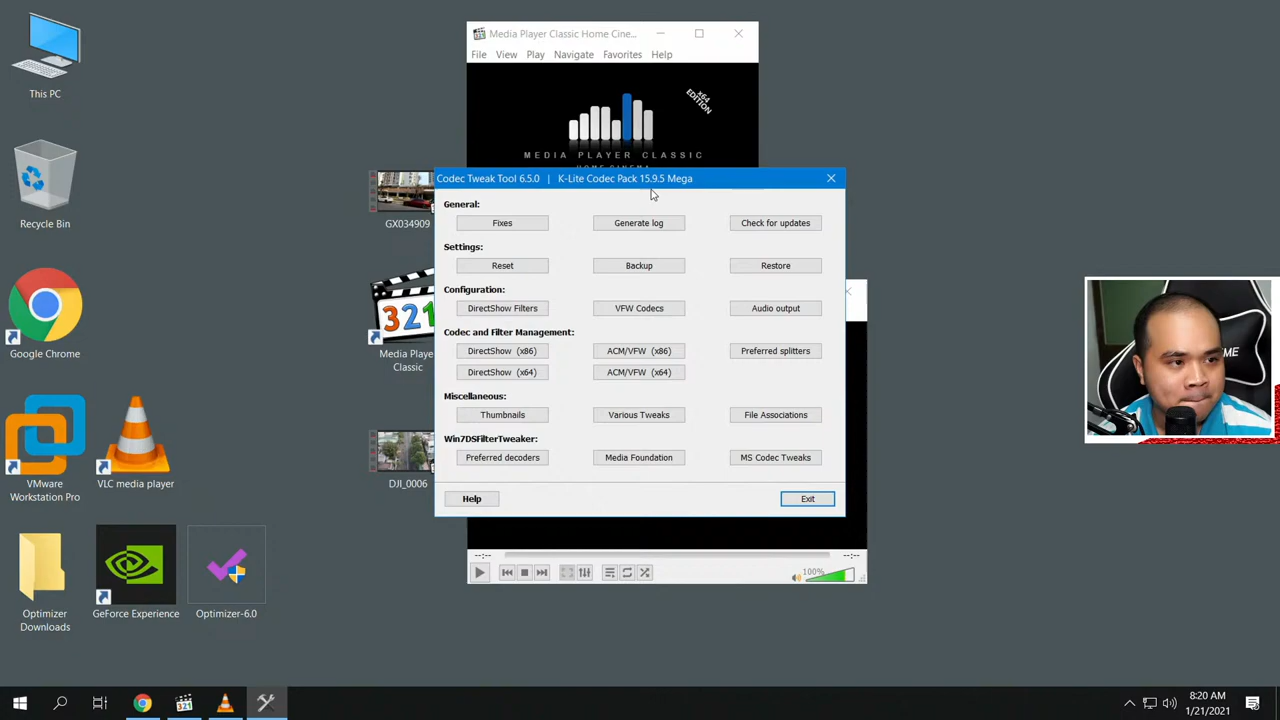 This PC
Recycle Bin
Google Chrome
VMware
Workstation Pro
VLC media player
Optimizer
Downloads
GeForce Experience
Optimizer-6.0
GX034909
321
Media Playe
Classic
DJI_0006
Media Player Classic Home Cine...
File View Play Navigate Favorites Help
x64
EDITION
MEDIA PLAYER CLASSIC
Codec Tweak Tool 6.5.0 | K-Lite Codec Pack 15.9.5 Mega
General:
Fixes Generate log Check for updates
Settings:
Reset Backup Restore
Configuration:
DirectShow Filters VFW Codecs Audio output
Codec and Filter Management:
DirectShow (x86) ACM/VFW (x86) Preferred splitters
DirectShow (x64) ACM/VFW (x64)
Miscellaneous:
Thumbnails Various Tweaks File Associations
Win7DSFilterTweaker:
Preferred decoders Media Foundation MS Codec Tweaks
Help Exit
--:-- --:--
100%
321
8:20 AM
1/21/2021